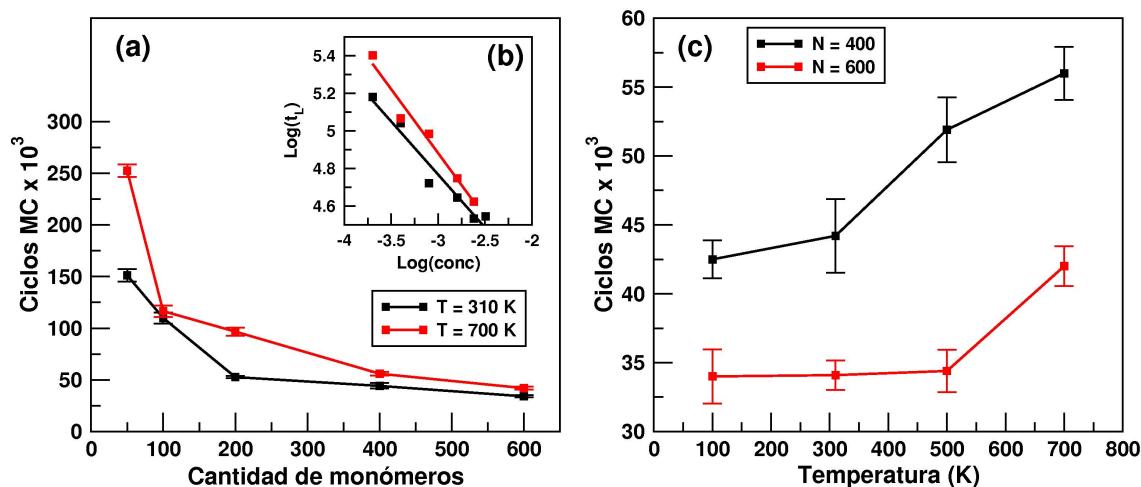 (a)
Ciclos MC x 10³
300
250
200
150
100
50
0
0 100 200 300 400 500 600
Cantidad de monómeros
T = 310 K
T = 700 K
(b)
Log(t_L)
5.4
5.2
5
4.8
4.6
-4 -3.5 -3 -2.5 -2
Log(conc)
(c)
N = 400
N = 600
Ciclos MC x 10³
60
55
50
45
40
35
30
0 100 200 300 400 500 600 700 800
Temperatura (K)